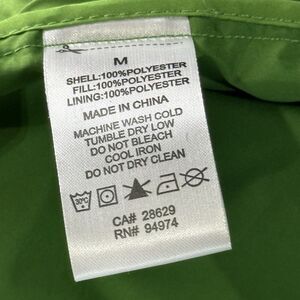 M
SHELL:100%POLYESTER
FILL:100%POLYESTER
LINING:100%POLYESTER
MADE IN CHINA
MACHINE WASH COLD
TUMBLE DRY LOW
DO NOT BLEACH
COOL IRON
DO NOT DRY CLEAN
30°C
CA# 28629
RN# 94974